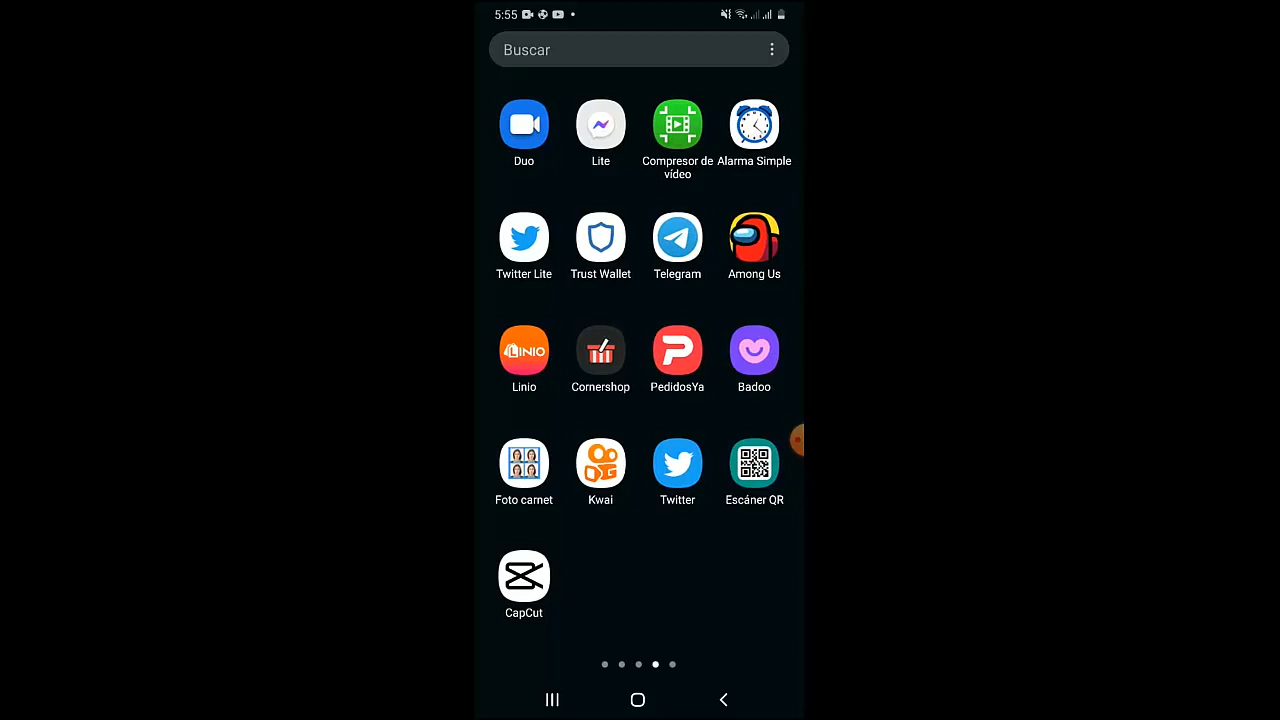 5:55
Buscar
Duo
Lite
Compresor de
vídeo
Alarma Simple
Twitter Lite
Trust Wallet
Telegram
Among Us
LINIO
Linio
Cornershop
PedidosYa
Badoo
Foto carnet
Kwai
Twitter
Escáner QR
CapCut